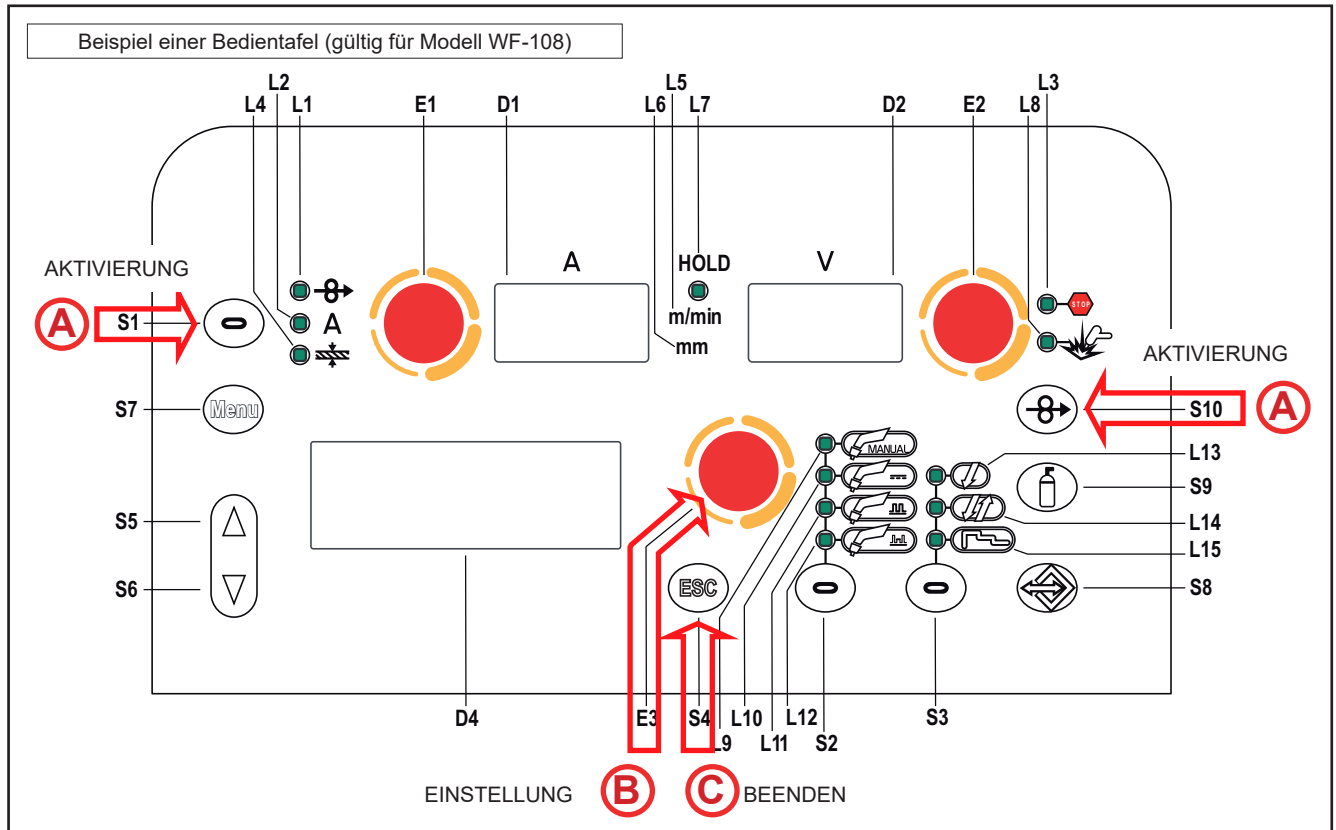 Beispiel einer Bedientafel (gültig für Modell WF-108)
L2 L5 L3
L4 L1 E1 D1 L6 L7 D2 E2 L8
A HOLD V
AKTIVIERUNG
m/min
STOP
A S1 A
mm
AKTIVIERUNG
S7 Menu S10 A
MANUAL L13
S9
S5 L14
L15
S6 ESC S8
D4 E3 S4 L10 L12 S3
L9 L11 S2
EINSTELLUNG B C BEENDEN